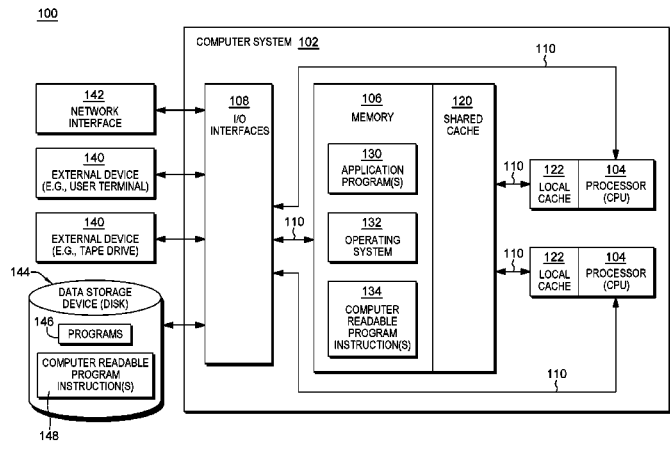 100
COMPUTER SYSTEM 102
110
142
NETWORK
INTERFACE
140
EXTERNAL DEVICE
(E.G., USER TERMINAL)
140
EXTERNAL DEVICE
(E.G., TAPE DRIVE)
144
DATA STORAGE
DEVICE (DISK)
146
PROGRAMS
COMPUTER READABLE
PROGRAM
INSTRUCTION(S)
148
108
I/O
INTERFACES
110
106
MEMORY
130
APPLICATION
PROGRAM(S)
132
OPERATING
SYSTEM
134
COMPUTER
READABLE
PROGRAM
INSTRUCTION(S)
120
SHARED
CACHE
110
122
LOCAL
CACHE
104
PROCESSOR
(CPU)
110
122
LOCAL
CACHE
104
PROCESSOR
(CPU)
110